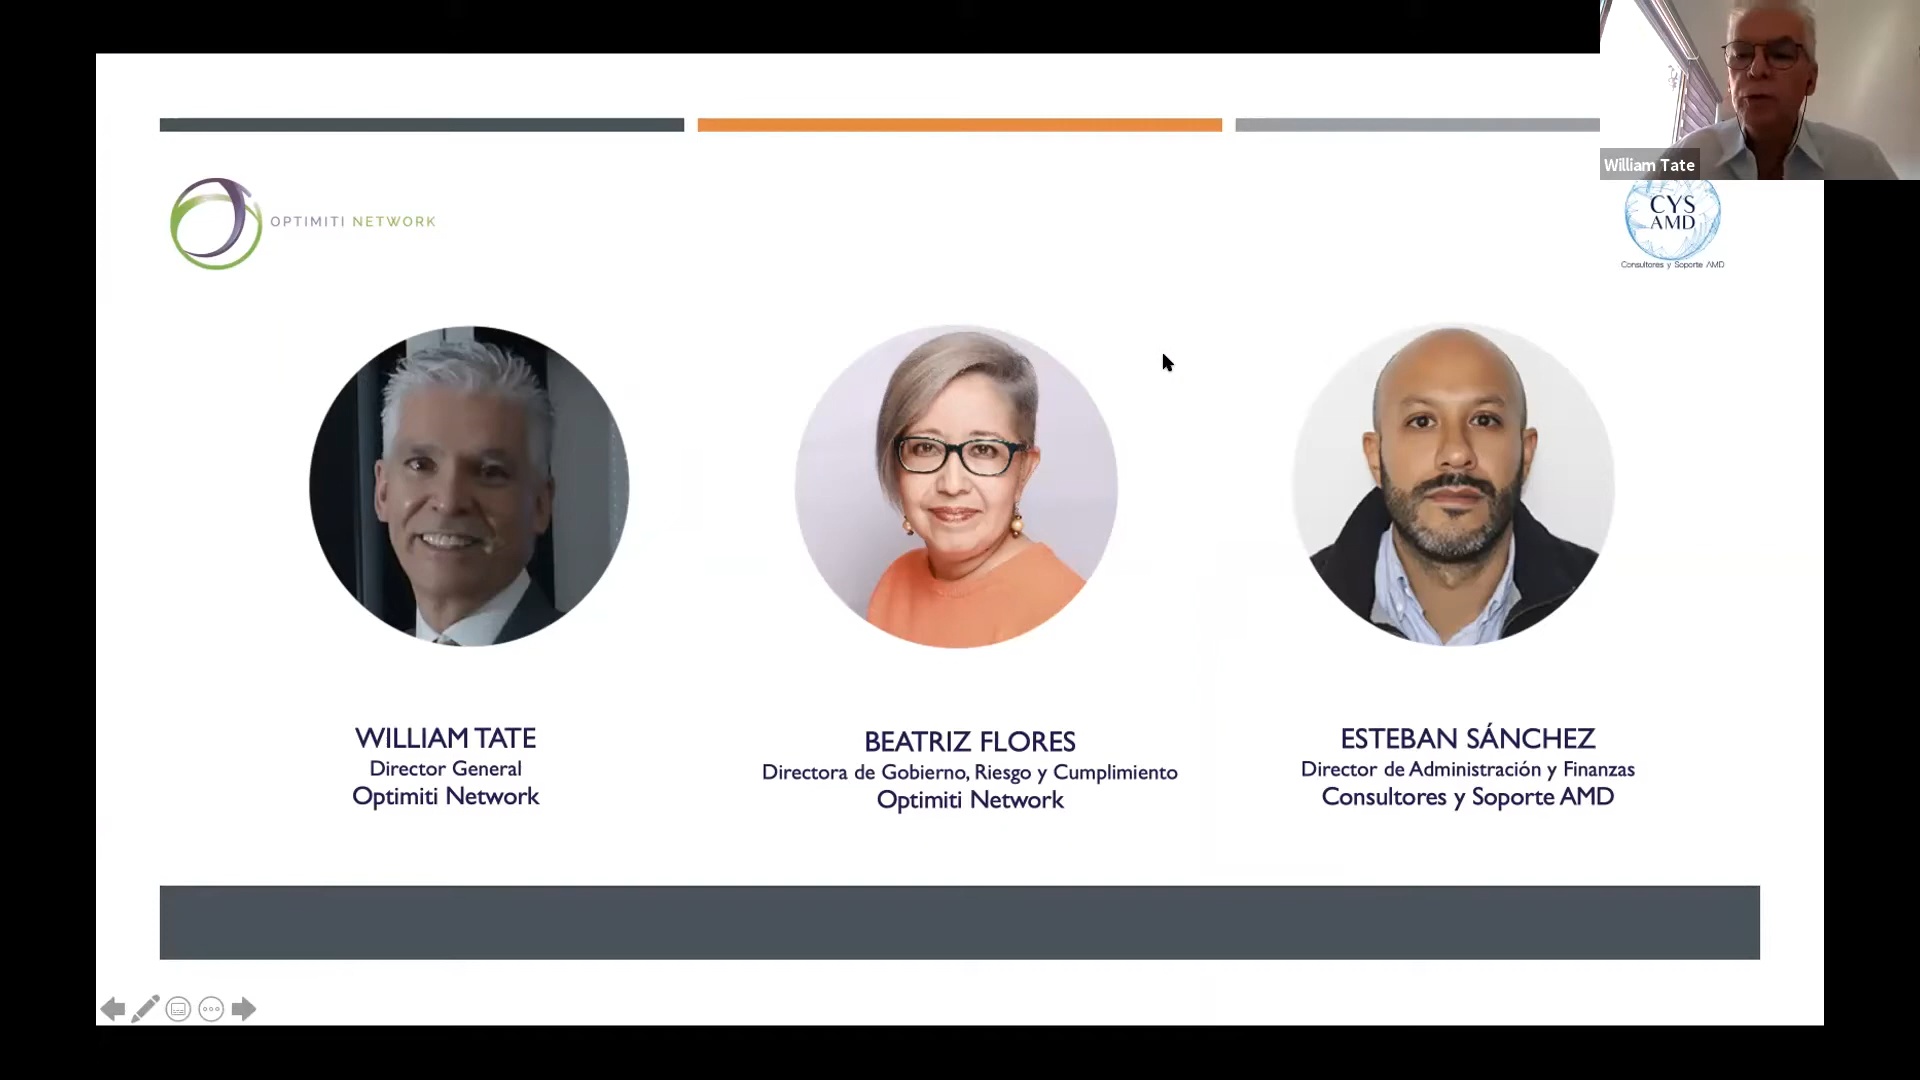 William Tate
OPTIMITI NETWORK
CYS
AMD
Consultores y Soporte AMD
WILLIAM TATE
Director General
Optimiti Network
BEATRIZ FLORES
Directora de Gobierno, Riesgo y Cumplimiento
Optimiti Network
ESTEBAN SÁNCHEZ
Director de Administración y Finanzas
Consultores y Soporte AMD